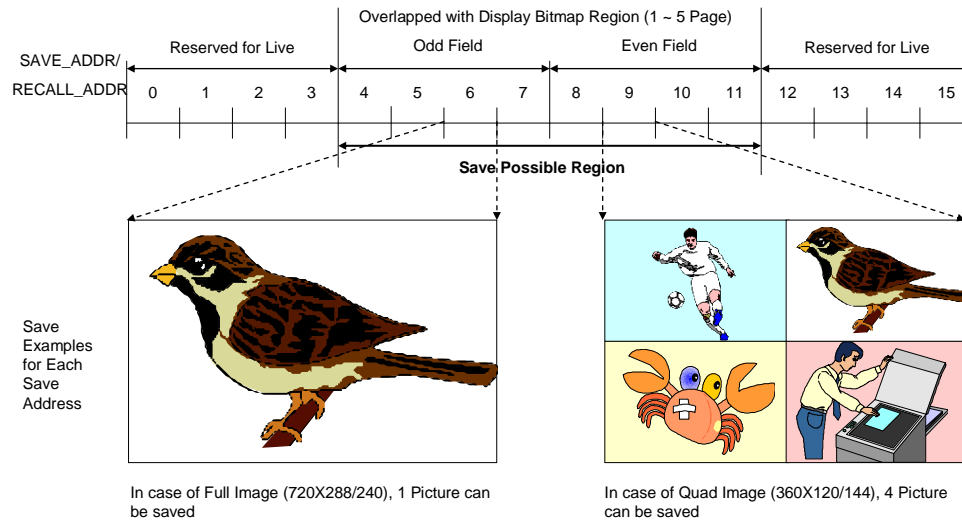 Overlapped with Display Bitmap Region (1 ~ 5 Page)
Reserved for Live
Odd Field
Even Field
Reserved for Live
SAVE_ADDR/
RECALL_ADDR
0 1 2 3 4 5 6 7 8 9 10 11 12 13 14 15
Save Possible Region
Save
Examples
for Each
Save
Address
In case of Full Image (720X288/240), 1 Picture can
be saved
In case of Quad Image (360X120/144), 4 Picture
can be saved